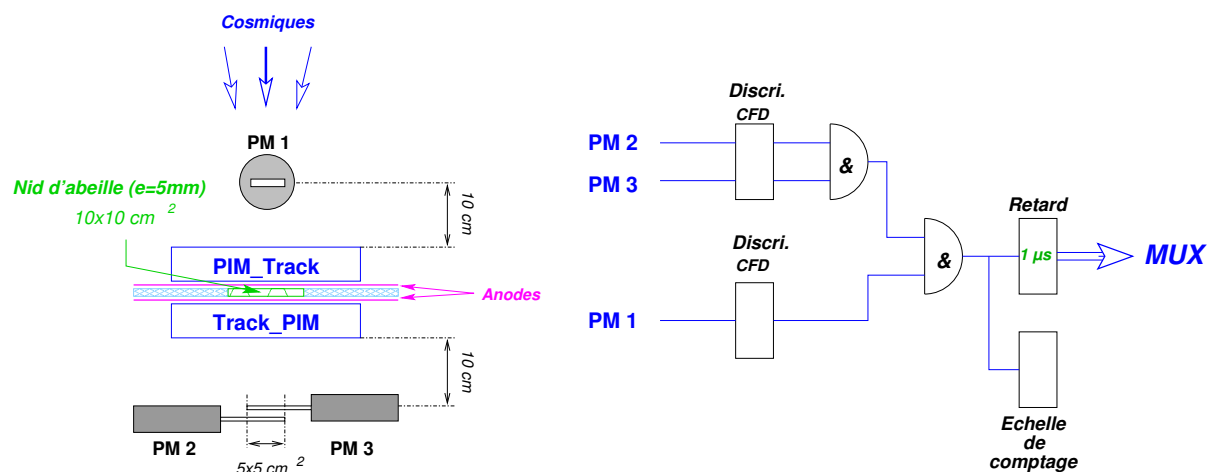 Cosmiques
PM 1
Nid d'abeille (e=5mm)
10x10 cm 2
10 cm
PIM_Track
Anodes
Track_PIM
10 cm
PM 2
PM 3
5x5 cm 2
Discri.
CFD
PM 2
PM 3
&
Discri.
CFD
PM 1
&
Retard
1 µs
MUX
Echelle
de
comptage